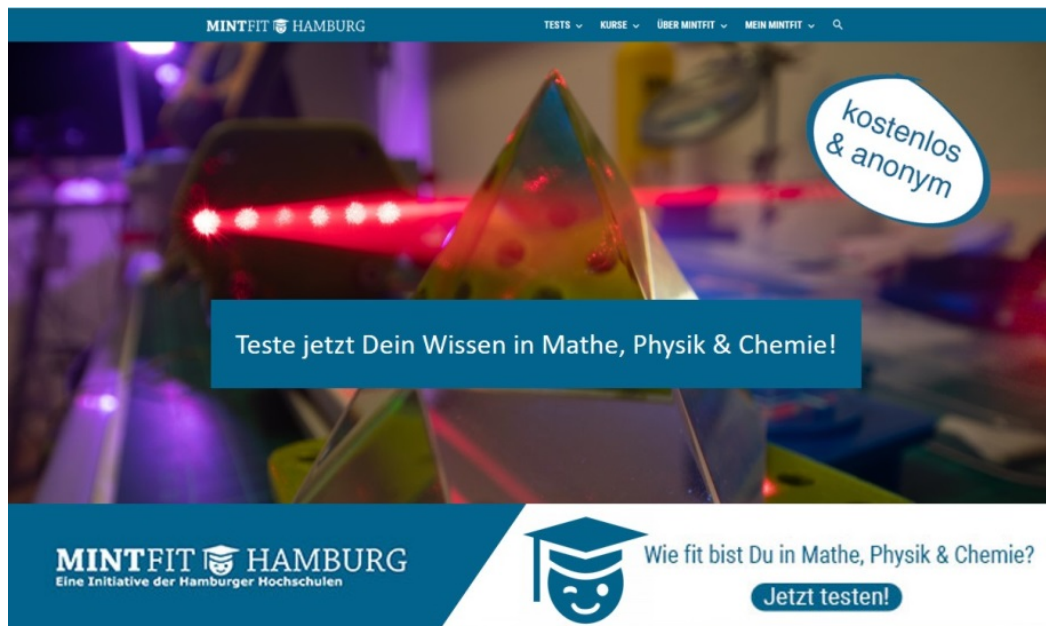 MINTFIT HAMBURG
TESTS KURSE ÜBER MINTFIT MEIN MINTFIT
kostenlos
& anonym
Teste jetzt Dein Wissen in Mathe, Physik & Chemie!
MINTFIT HAMBURG
Eine Initiative der Hamburger Hochschulen
Wie fit bist Du in Mathe, Physik & Chemie?
Jetzt testen!